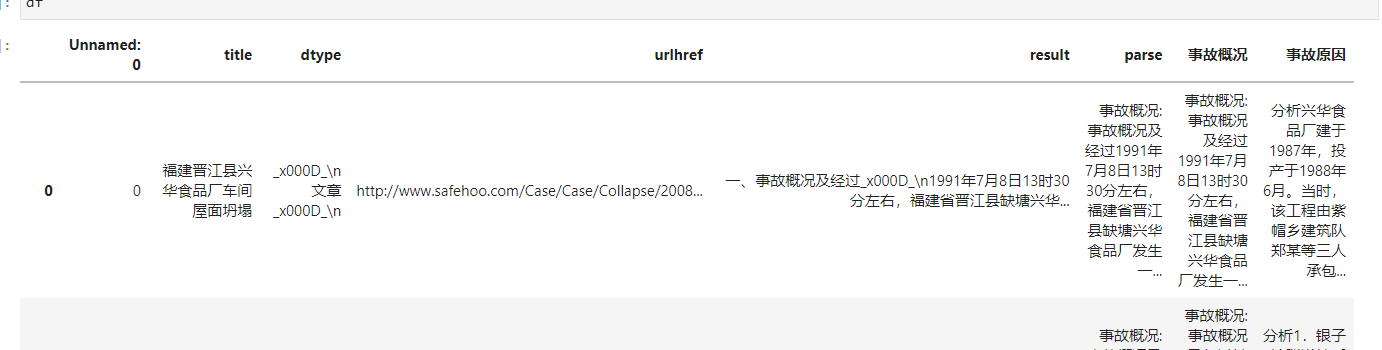 df
Unnamed: 0 title dtype urlhref result parse 事故概况 事故原因
0 0
福建晋江县兴
华食品厂车间
屋面坍塌
_x000D_\n
文章
_x000D_\n
http://www.safehoo.com/Case/Case/Collapse/2008...
一、事故概况及经过_x000D_\n1991年7月8日13时30
分左右，福建省晋江县缺塘兴华...
事故概况:
事故概况及
经过1991年
7月8日13时
30分左右，
福建省晋江
县缺塘兴华
食品厂发生
一...
事故概况:
事故概况
及经过
1991年7月
8日13时30
分左右，
福建省晋
江县缺塘
兴华食品
厂发生一...
分析兴华食
品厂建于
1987年，投
产于1988年
6月。当时，
该工程由紫
帽乡建筑队
郑某等三人
承包...
事故概况:
事故概况:
事故概况
分析1．银子